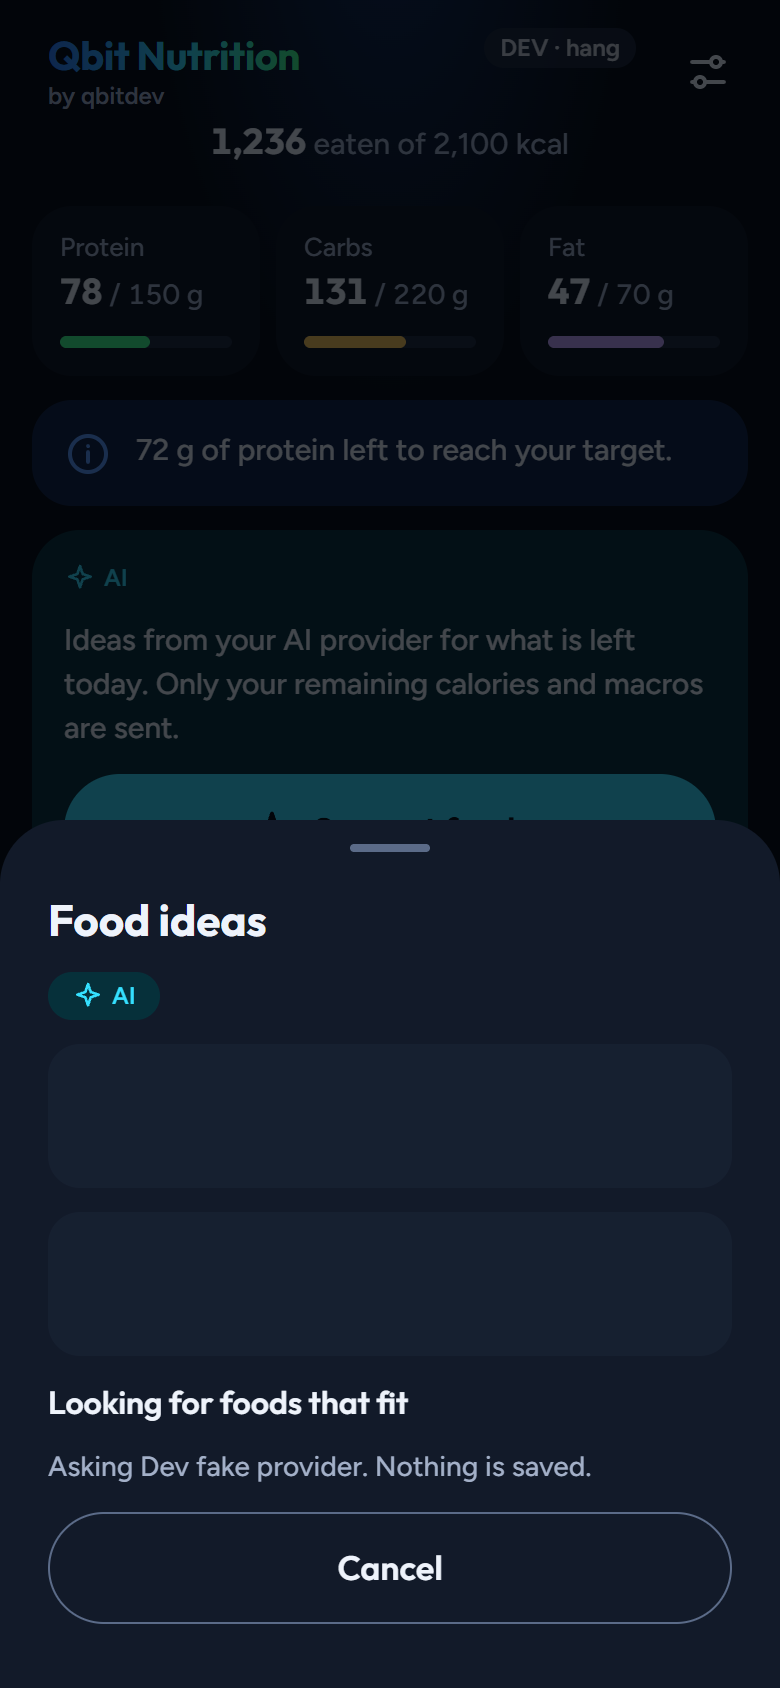 Qbit Nutrition
DEV · hang
by qbitdev
1,236 eaten of 2,100 kcal
Protein
78 / 150 g
Carbs
131 / 220 g
Fat
47 / 70 g
72 g of protein left to reach your target.
AI
Ideas from your AI provider for what is left
today. Only your remaining calories and macros
are sent.
Food ideas
AI
Looking for foods that fit
Asking Dev fake provider. Nothing is saved.
Cancel